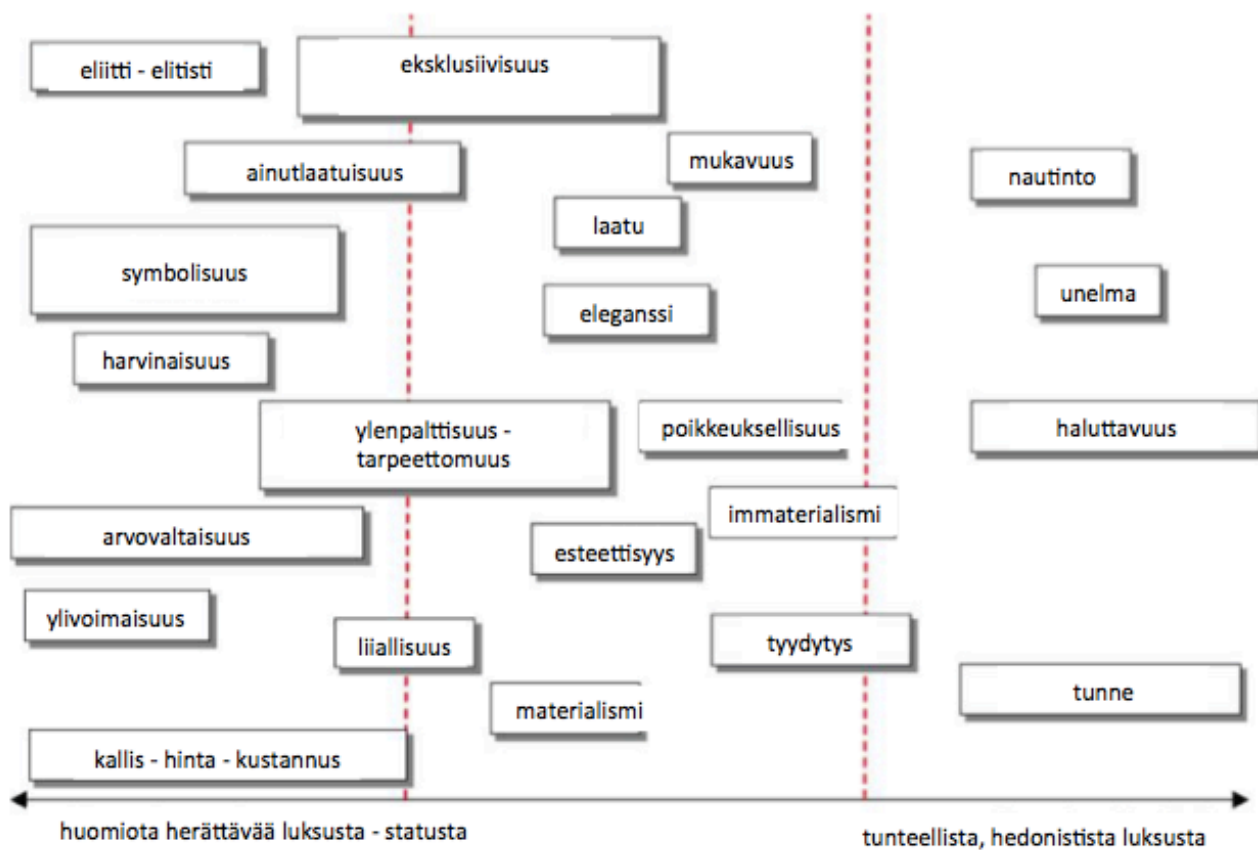 eliitti - elitisti
eksklusiivisuus
ainutlaatuisuus
mukavuus
nautinto
laatu
symbolisuus
unelma
eleganssi
harvinaisuus
ylenpalttisuus -
tarpeettomuus
poikkeuksellisuus
haluttavuus
immaterialismi
arvovaltaisuus
esteettisyys
ylivoimaisuus
liiallisuus
tyydytys
tunne
materialismi
kallis - hinta - kustannus
huomiota herättävää luksusta - statusta
tunteellista, hedonistista luksusta